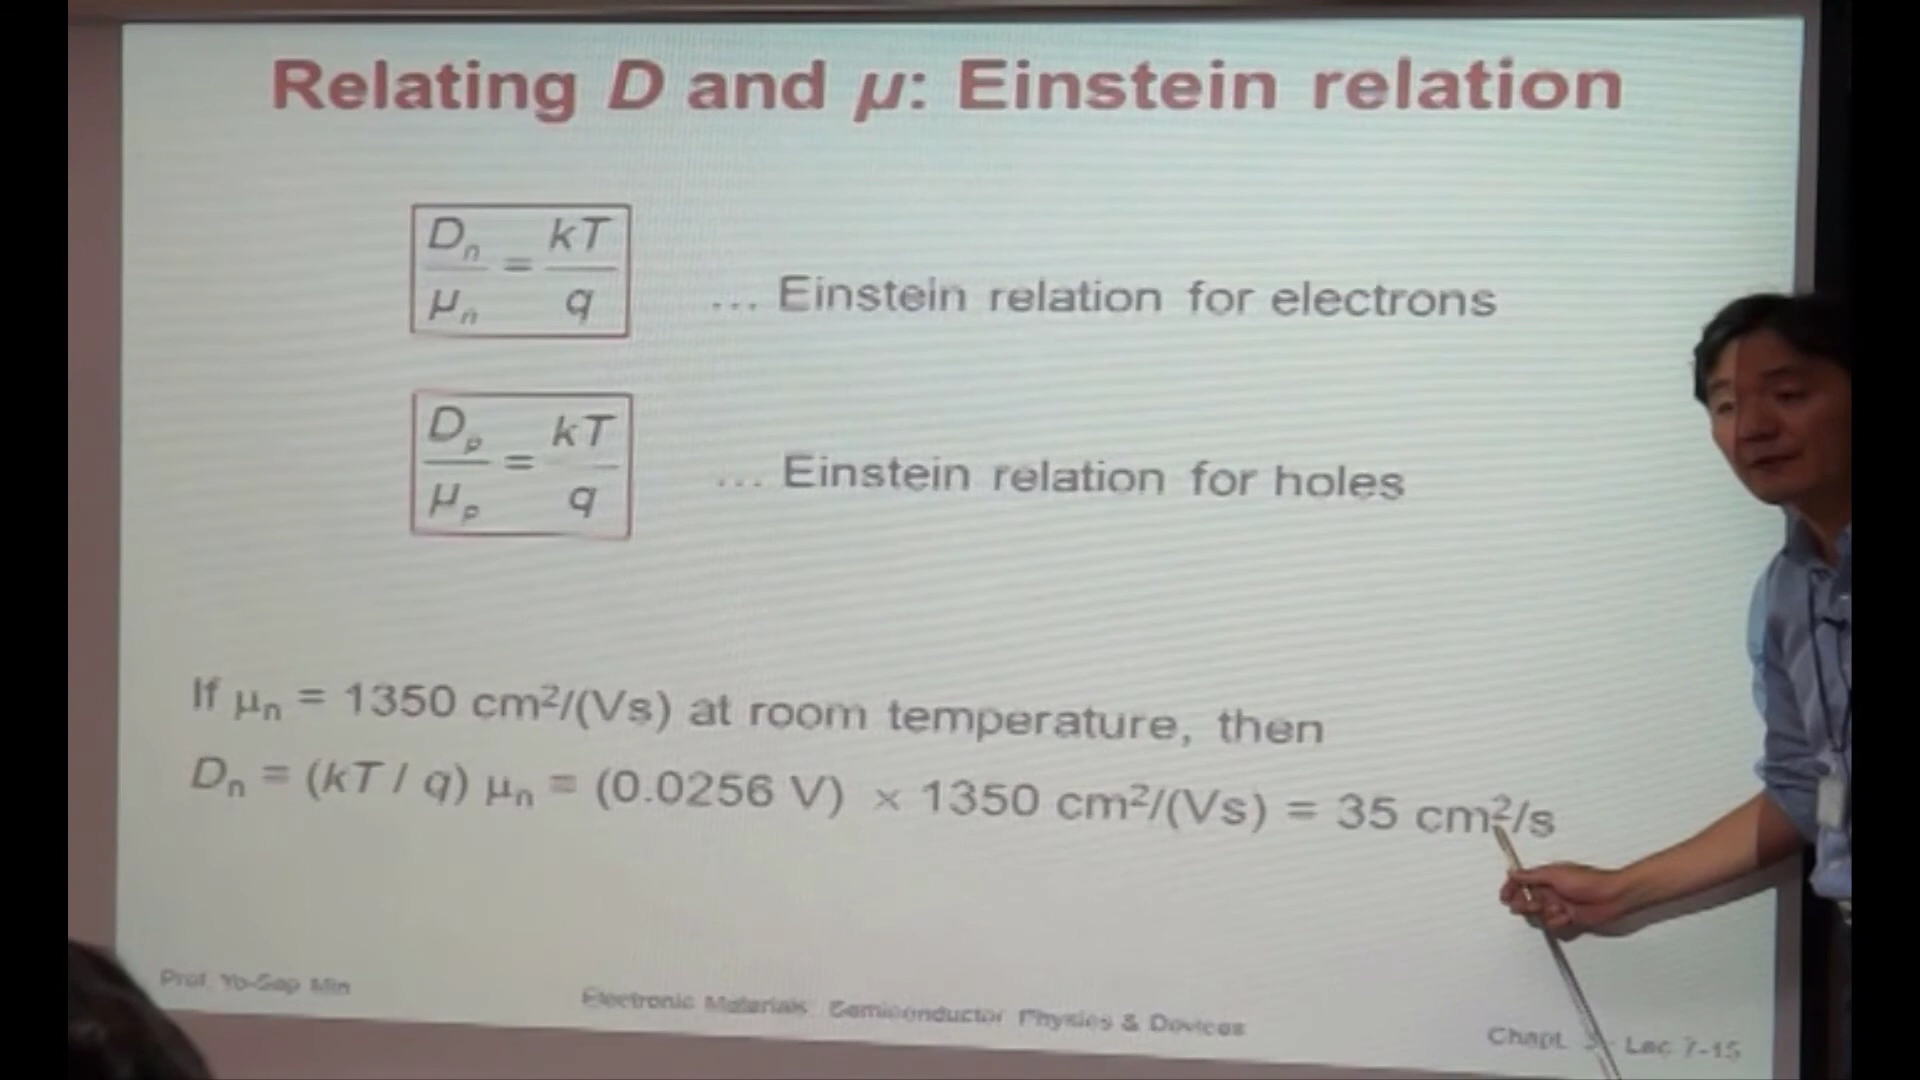 Relating D and μ: Einstein relation
Dₙ/μₙ = kT/q ... Einstein relation for electrons
Dₚ/μₚ = kT/q ... Einstein relation for holes
If μₙ = 1350 cm²/(Vs) at room temperature, then
Dₙ = (kT / q) μₙ = (0.0256 V) × 1350 cm²/(Vs) = 35 cm²/s
Prof. Yo-Sep Min
Electronic Materials: Semiconductor Physics & Devices
Chapt. 3 - Lec 7-15